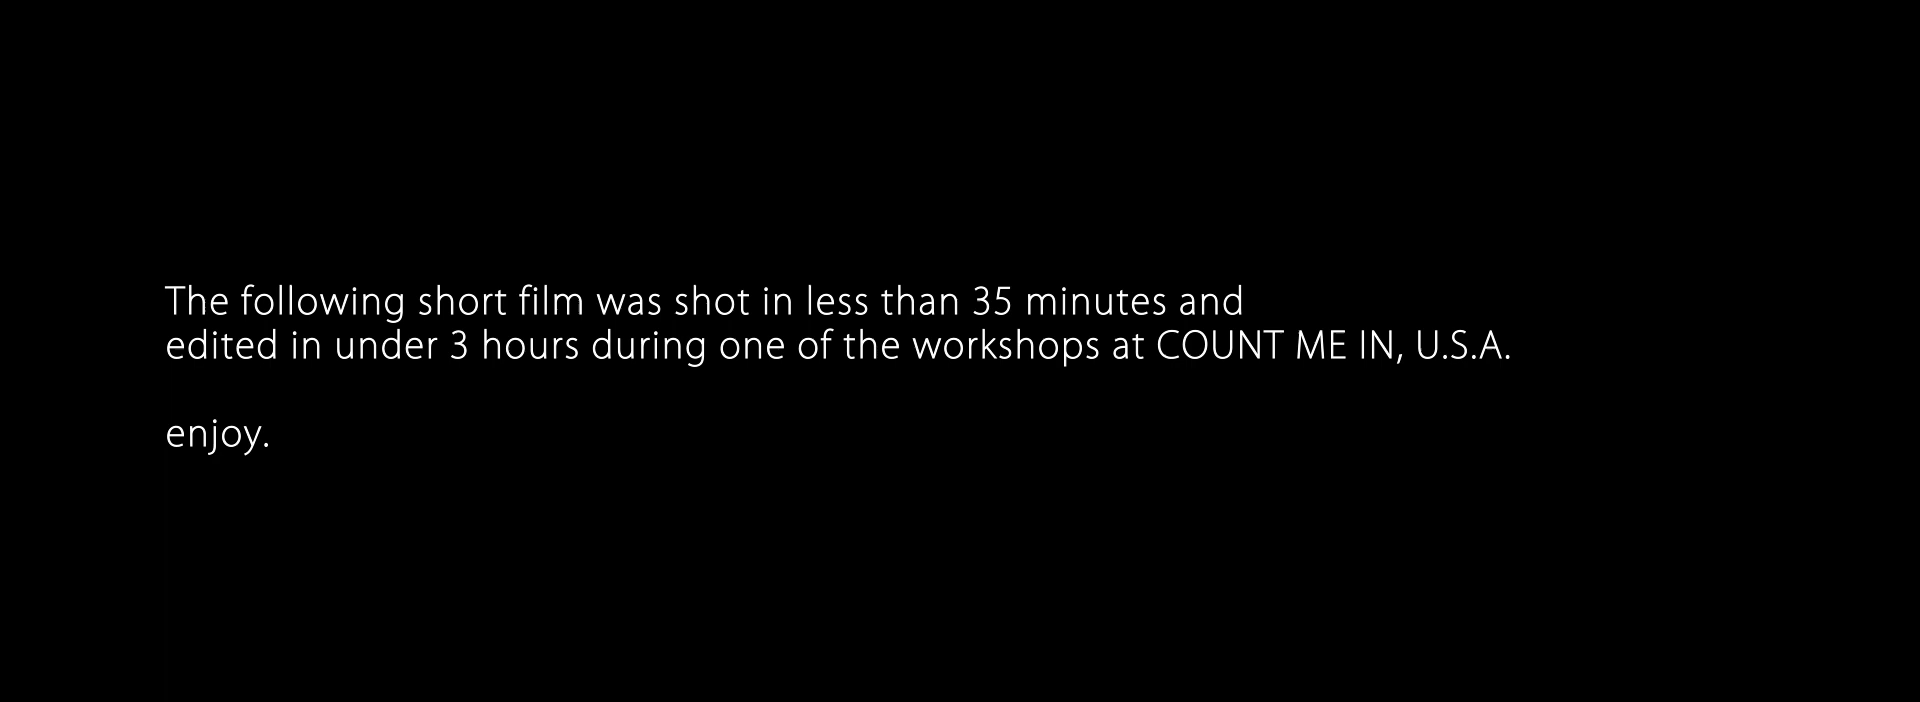 The following short film was shot in less than 35 minutes and
edited in under 3 hours during one of the workshops at COUNT ME IN, U.S.A.
enjoy.